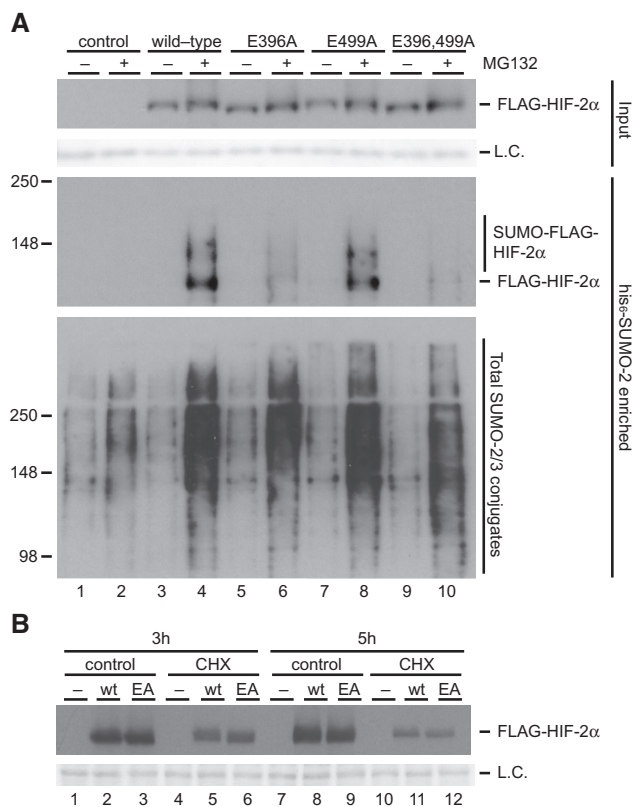 A
control wild–type E396A E499A E396,499A
– + – + – + – + – + MG132
FLAG-HIF-2α
L.C.
Input
250
148
SUMO-FLAG-
HIF-2α
FLAG-HIF-2α
his₆-SUMO-2 enriched
250
148
98
Total SUMO-2/3 conjugates
1 2 3 4 5 6 7 8 9 10
B
3h 5h
control CHX control CHX
– wt EA – wt EA – wt EA – wt EA
FLAG-HIF-2α
L.C.
1 2 3 4 5 6 7 8 9 10 11 12